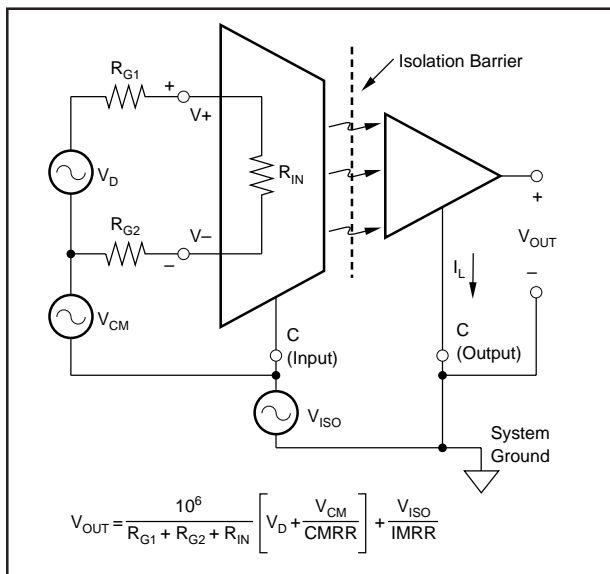 Isolation Barrier
R_G1
+
V+
V_D
R_IN
R_G2
V–
–
V_CM
C
(Input)
V_ISO
+
V_OUT
–
I_L
C
(Output)
System
Ground
V_OUT = 10^6 / (R_G1 + R_G2 + R_IN) [V_D + V_CM / CMRR] + V_ISO / IMRR